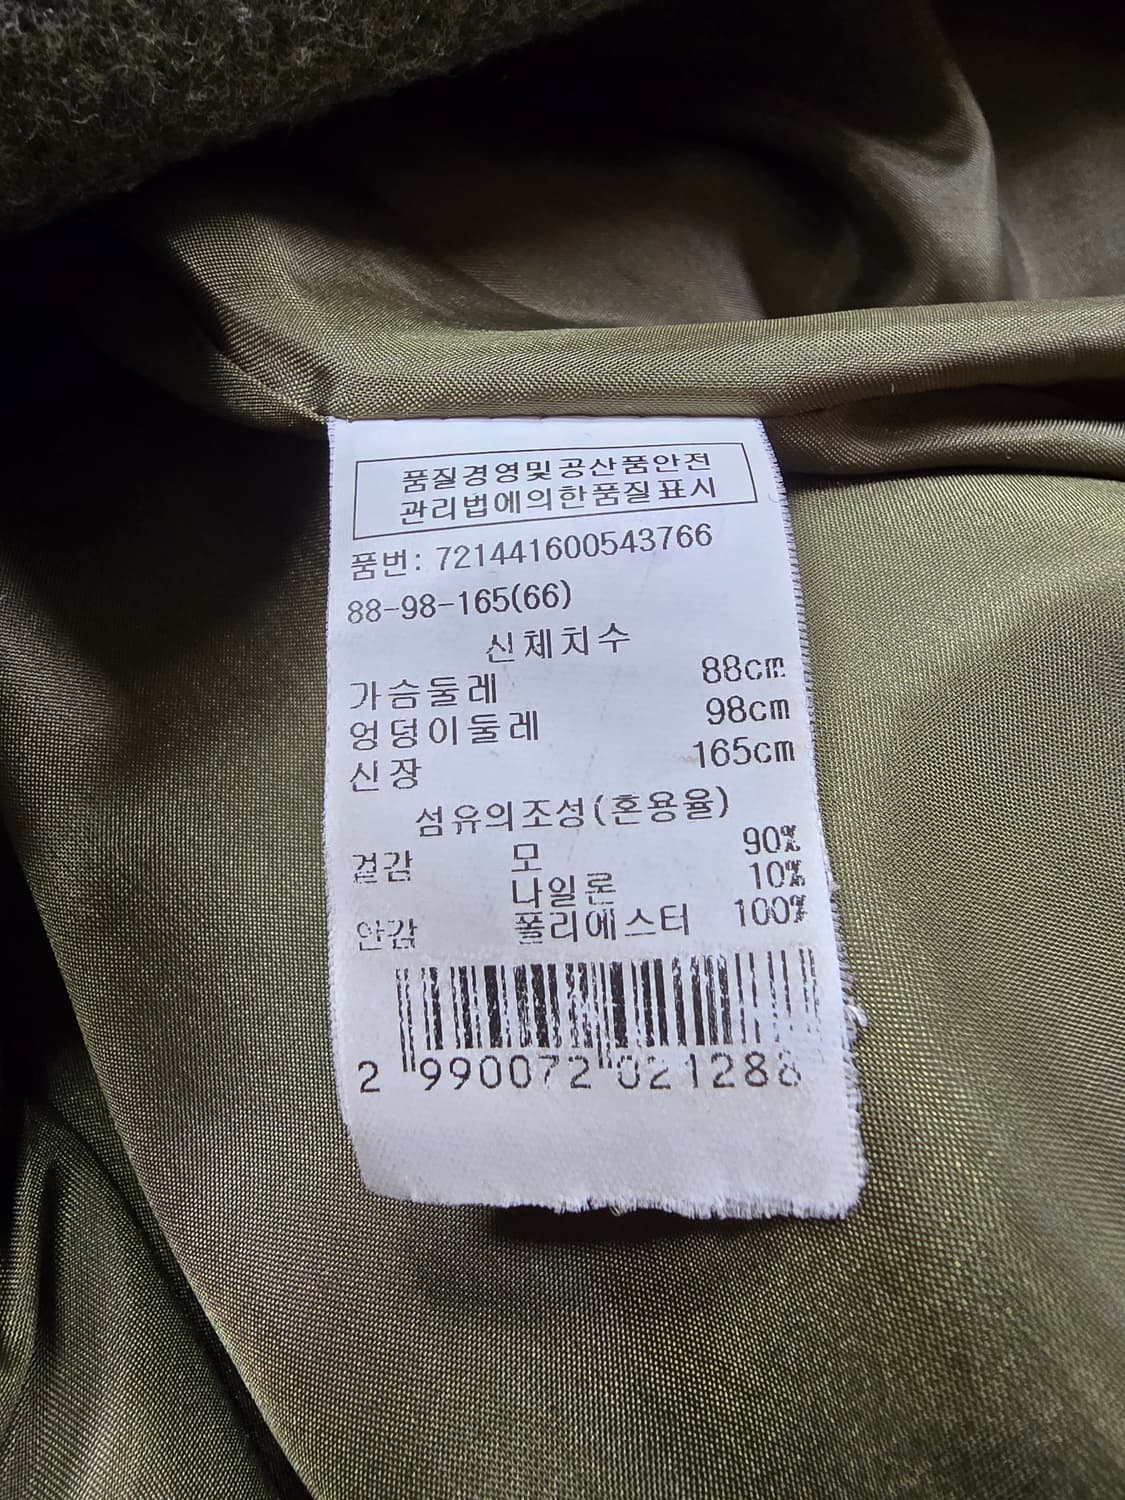 품질경영및공산품안전
관리법에의한품질표시
품번: 721441600543766
88-98-165(66)
신체치수
가슴둘레 88cm
엉덩이둘레 98cm
신장 165cm
섬유의조성(혼용율)
겉감 모 90%
나일론 10%
안감 폴리에스터 100%
2 990072 021288